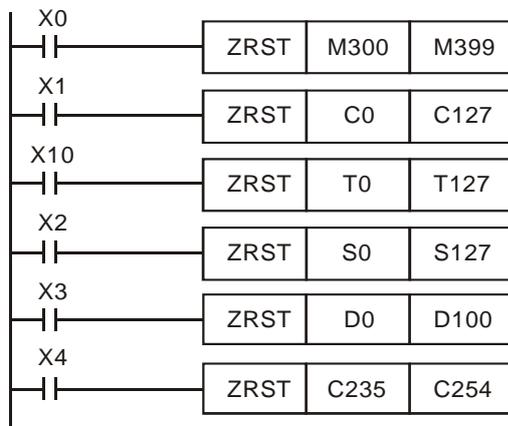 X0
ZRST M300 M399
X1
ZRST C0 C127
X10
ZRST T0 T127
X2
ZRST S0 S127
X3
ZRST D0 D100
X4
ZRST C235 C254